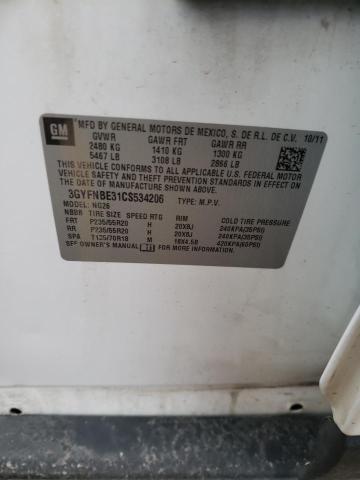 GM
MFD BY GENERAL MOTORS DE MEXICO, S. DE R.L. DE C.V. 10/11
GVWR GAWR FRT GAWR RR
2480 KG 1410 KG 1300 KG
5467 LB 3108 LB 2866 LB
THIS VEHICLE CONFORMS TO ALL APPLICABLE U.S. FEDERAL MOTOR
VEHICLE SAFETY AND THEFT PREVENTION STANDARDS IN EFFECT ON
THE DATE OF MANUFACTURE SHOWN ABOVE.
3GYFNBE31CS534206 TYPE: M.P.V.
MODEL: NG26
NBBR TIRE SIZE SPEED RTG RIM COLD TIRE PRESSURE
FRT P235/55R20 H 20X8J 240KPA(35PSI)
RR P235/55R20 H 20X8J 240KPA(35PSI)
SPA T135/70R18 M 18X4.5B 420KPA(60PSI)
SEE OWNER'S MANUAL FOR MORE INFORMATION.